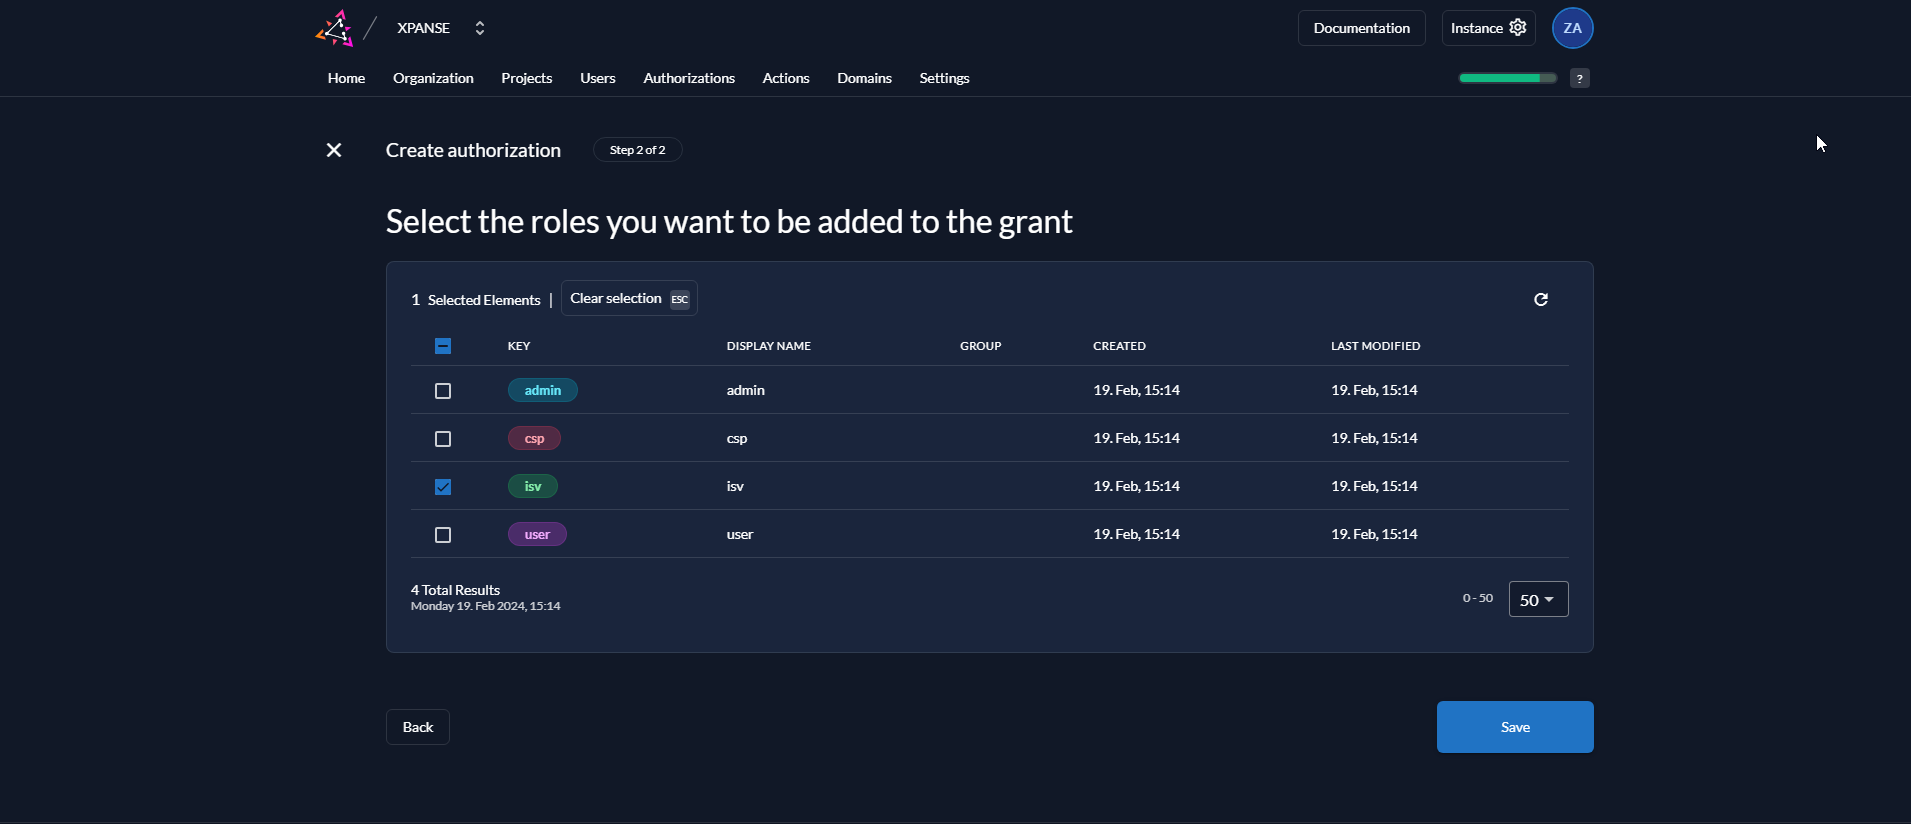 XPANSE
Documentation
Instance
ZA
Home Organization Projects Users Authorizations Actions Domains Settings
?
Create authorization
Step 2 of 2
Select the roles you want to be added to the grant
1 Selected Elements | Clear selection ESC
KEY DISPLAY NAME GROUP CREATED LAST MODIFIED
admin admin 19. Feb, 15:14 19. Feb, 15:14
csp csp 19. Feb, 15:14 19. Feb, 15:14
isv isv 19. Feb, 15:14 19. Feb, 15:14
user user 19. Feb, 15:14 19. Feb, 15:14
4 Total Results
Monday 19. Feb 2024, 15:14
0 - 50 50
Back
Save